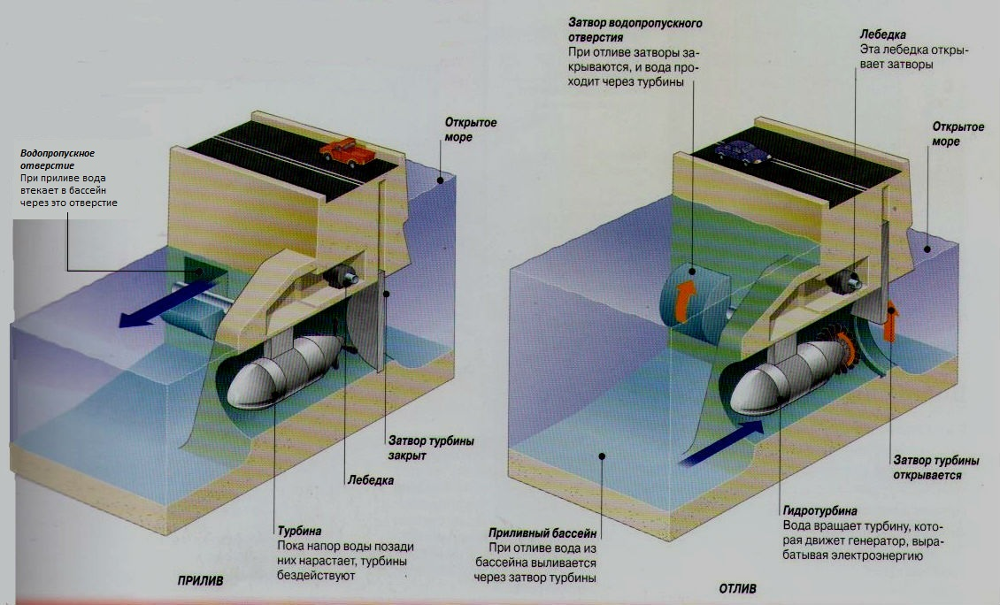 Водопропускное
отверстие
При приливе вода
втекает в бассейн
через это отверстие
Открытое
море
Затвор турбины
закрыт
Лебедка
Турбина
Пока напор воды позади
них нарастает, турбины
бездействуют
ПРИЛИВ
Затвор водопропускного
отверстия
При отливе затворы за-
крываются, и вода про-
ходит через турбины
Лебедка
Эта лебедка откры-
вает затворы
Открытое
море
Затвор турбины
открывается
Гидротурбина
Вода вращает турбину, кото-
рая движет генератор, выра-
батывая электроэнергию
Приливный бассейн
При отливе вода из
бассейна выливается
через затвор турбины
ОТЛИВ